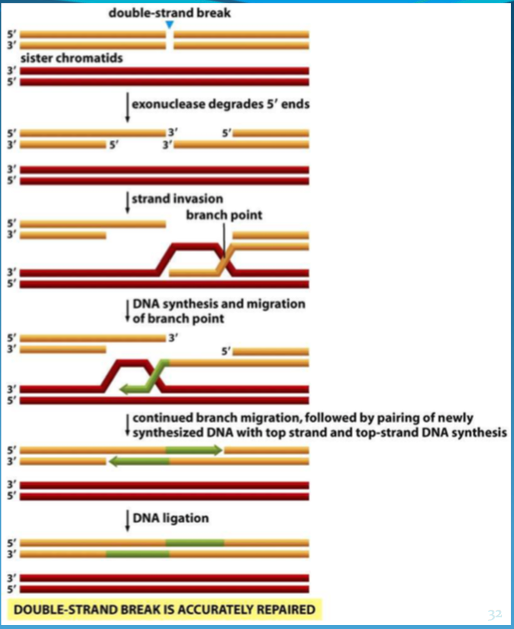 double-strand break
5′
3′
sister chromatids
3′
5′
exonuclease degrades 5′ ends
5′ 3′ 5′
3′ 5′ 3′
3′
5′
strand invasion
branch point
5′
3′
3′
5′
DNA synthesis and migration
of branch point
5′ 3′
3′ 5′
3′
5′
continued branch migration, followed by pairing of newly
synthesized DNA with top strand and top-strand DNA synthesis
5′
3′
3′
5′
DNA ligation
5′
3′
3′
5′
DOUBLE-STRAND BREAK IS ACCURATELY REPAIRED
32